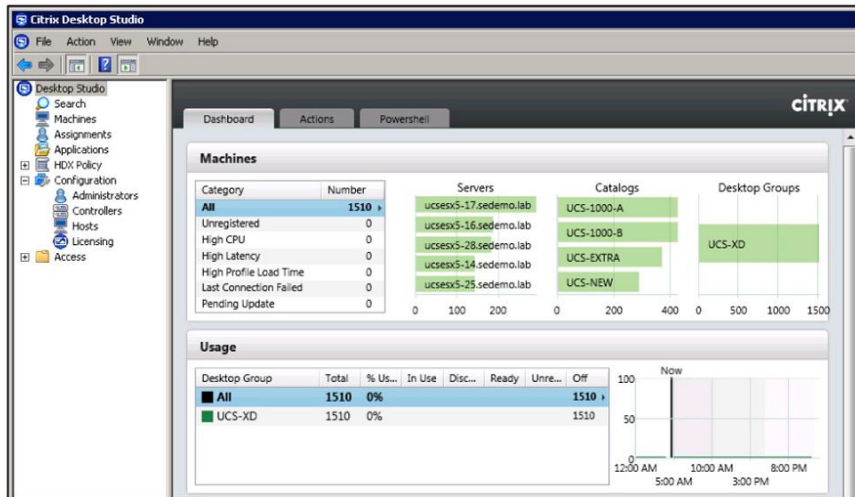 Citrix Desktop Studio
File Action View Window Help
Desktop Studio
Search
Machines
Assignments
Applications
HDX Policy
Configuration
Administrators
Controllers
Hosts
Licensing
Access
CITRIX
Dashboard Actions Powershell
Machines
Category Number
All 1510
Unregistered 0
High CPU 0
High Latency 0
High Profile Load Time 0
Last Connection Failed 0
Pending Update 0
Servers
ucsesx5-17.sedemo.lab
ucsesx5-16.sedemo.lab
ucsesx5-28.sedemo.lab
ucsesx5-14.sedemo.lab
ucsesx5-25.sedemo.lab
0 100 200
Catalogs
UCS-1000-A
UCS-1000-B
UCS-EXTRA
UCS-NEW
0 200 400
Desktop Groups
UCS-XD
0 500 1000 1500
Usage
Desktop Group Total % Us... In Use Disc... Ready Unre... Off
All 1510 0% 1510
UCS-XD 1510 0% 1510
Now
100
50
0
12:00 AM 10:00 AM 8:00 PM
5:00 AM 3:00 PM